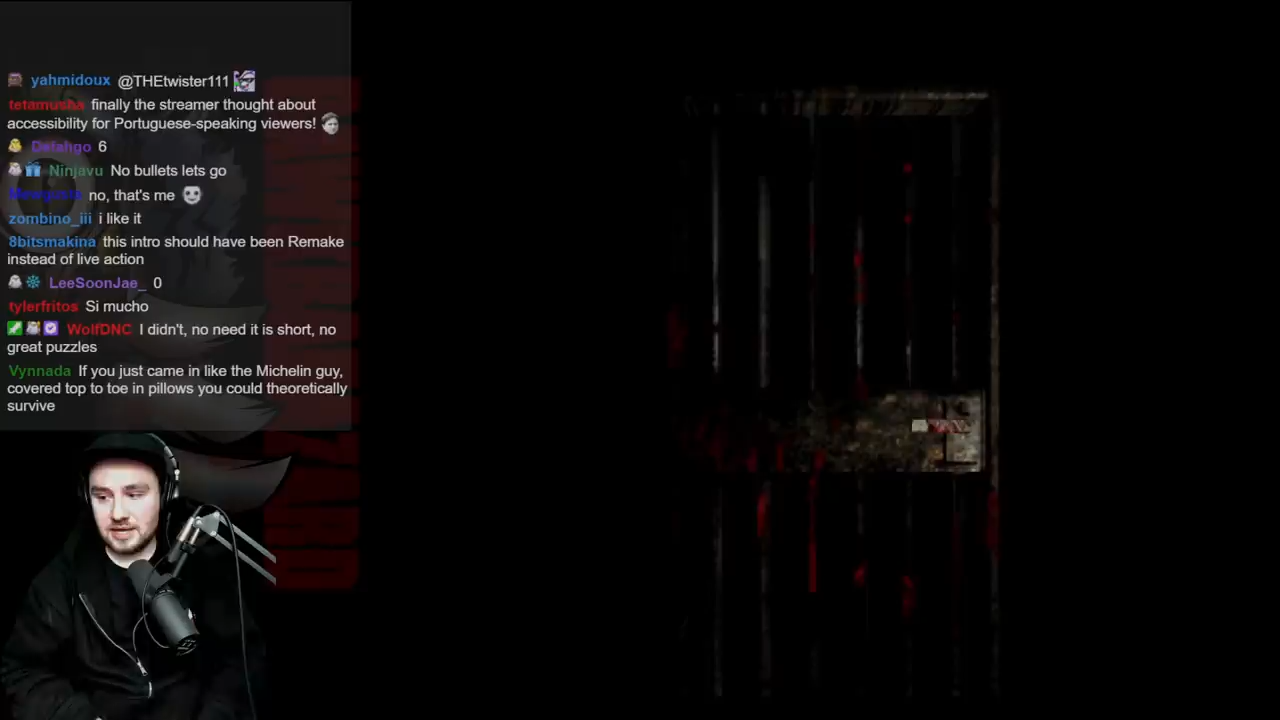 yahmidoux @THEtwister111
tetamusha finally the streamer thought about
accessibility for Portuguese-speaking viewers!
Detahgo 6
Ninjavu No bullets lets go
no, that's me
zombino_iii i like it
8bitsmakina this intro should have been Remake
instead of live action
LeeSoonJae_ 0
tylerfritos Si mucho
WolfDNC I didn't, no need it is short, no
great puzzles
Vynnada If you just came in like the Michelin guy,
covered top to toe in pillows you could theoretically
survive